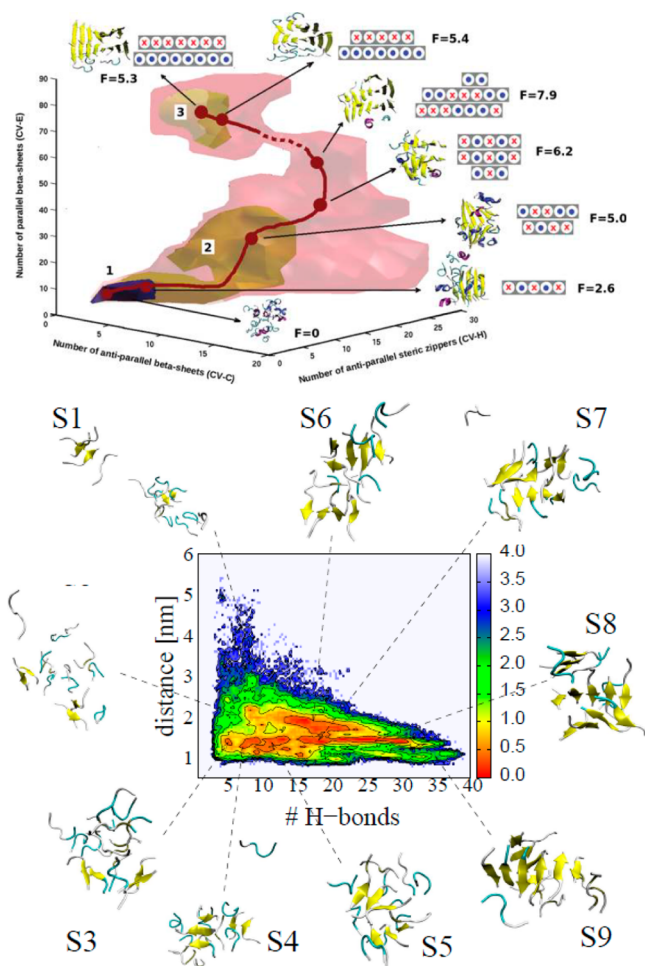 F=5.3
F=5.4
F=7.9
F=6.2
F=5.0
F=2.6
F=0
Number of parallel beta-sheets (CV-E)
90
80
70
60
50
40
30
20
10
0
3
2
1
0
5
10
15
20
Number of anti-parallel beta-sheets (CV-C)
0
5
10
15
20
25
30
Number of anti-parallel steric zippers (CV-H)
S1
S6
S7
S8
distance [nm]
6
5
4
3
2
1
5 10 15 20 25 30 35 40
# H−bonds
4.0
3.5
3.0
2.5
2.0
1.5
1.0
0.5
0.0
S3
S4
S5
S9